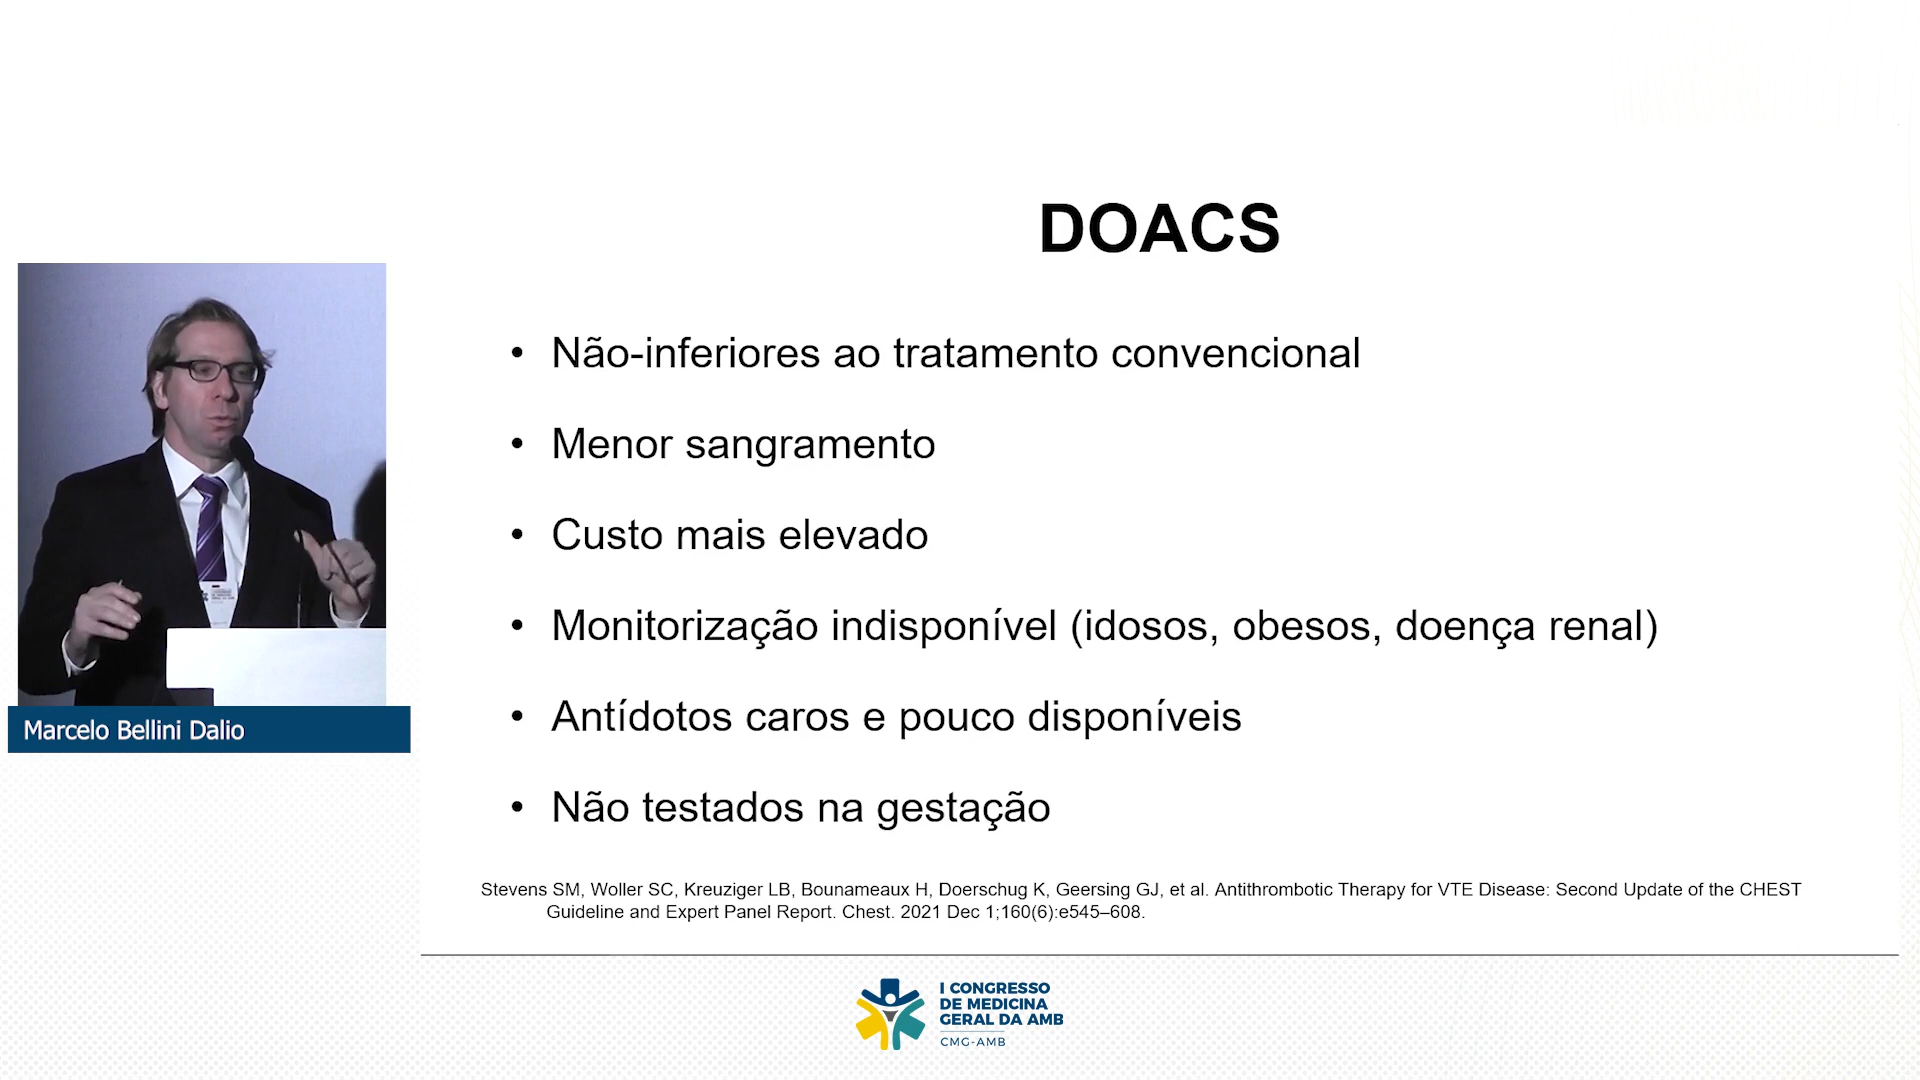 DOACS
• Não-inferiores ao tratamento convencional
• Menor sangramento
• Custo mais elevado
• Monitorização indisponível (idosos, obesos, doença renal)
• Antídotos caros e pouco disponíveis
• Não testados na gestação
Stevens SM, Woller SC, Kreuziger LB, Bounameaux H, Doerschug K, Geersing GJ, et al. Antithrombotic Therapy for VTE Disease: Second Update of the CHEST
Guideline and Expert Panel Report. Chest. 2021 Dec 1;160(6):e545–608.
Marcelo Bellini Dalio
I CONGRESSO
DE MEDICINA
GERAL DA AMB
CMG-AMB